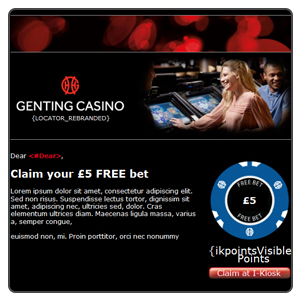 GENTING CASINO
{LOCATOR_REBRANDED}
Dear <#Dear>,
Claim your £5 FREE bet
Lorem ipsum dolor sit amet, consectetur adipiscing elit.
Sed non risus. Suspendisse lectus tortor, dignissim sit
amet, adipiscing nec, ultricies sed, dolor. Cras
elementum ultrices diam. Maecenas ligula massa, varius
a, semper congue,
euismod non, mi. Proin porttitor, orci nec nonummy
FREE BET
£5
FREE BET
{ikpointsVisible
Points
Claim at I-Kiosk